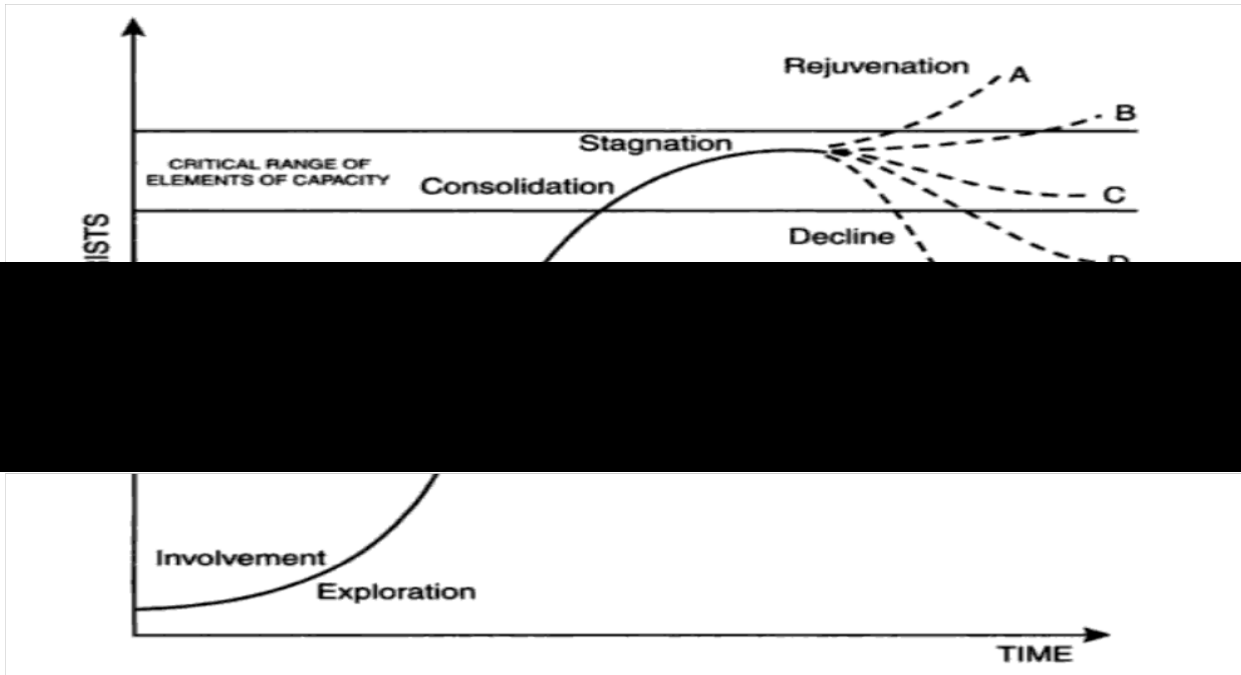 Rejuvenation
A
B
Stagnation
CRITICAL RANGE OF
ELEMENTS OF CAPACITY
Consolidation
C
Decline
Involvement
Exploration
TIME